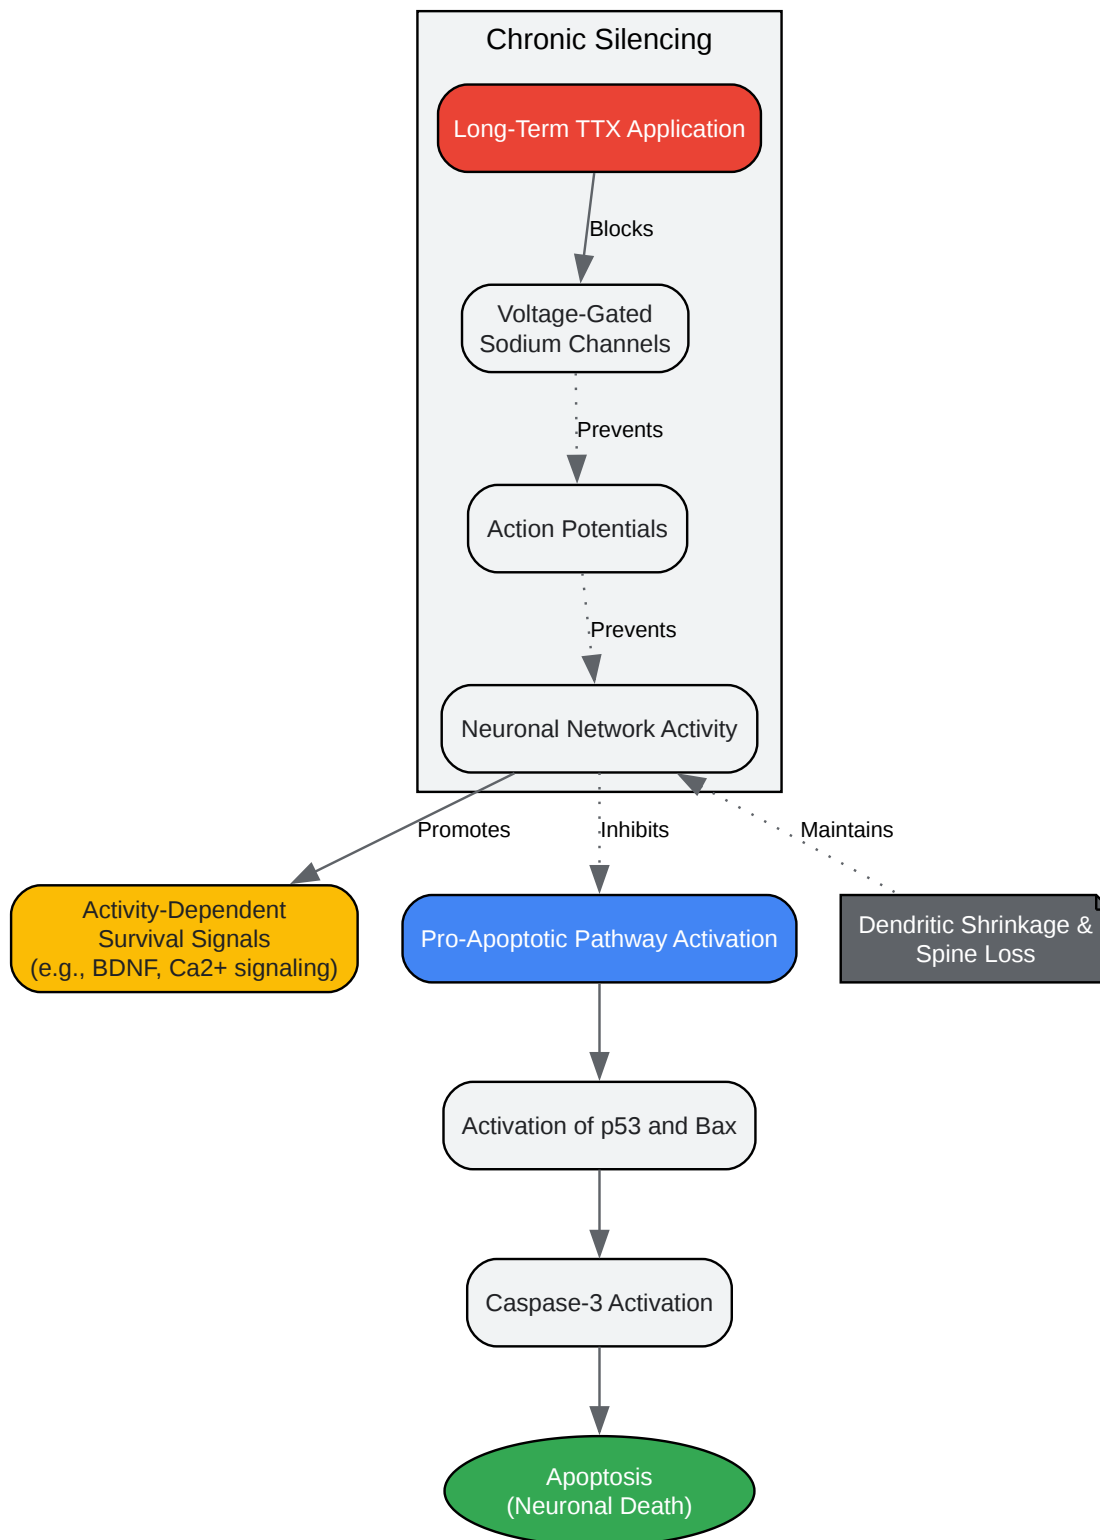 Chronic Silencing
Long-Term TTX Application
Blocks
Voltage-Gated
Sodium Channels
Prevents
Action Potentials
Prevents
Neuronal Network Activity
Promotes
Inhibits
Maintains
Activity-Dependent
Survival Signals
(e.g., BDNF, Ca2+ signaling)
Pro-Apoptotic Pathway Activation
Dendritic Shrinkage &
Spine Loss
Activation of p53 and Bax
Caspase-3 Activation
Apoptosis
(Neuronal Death)